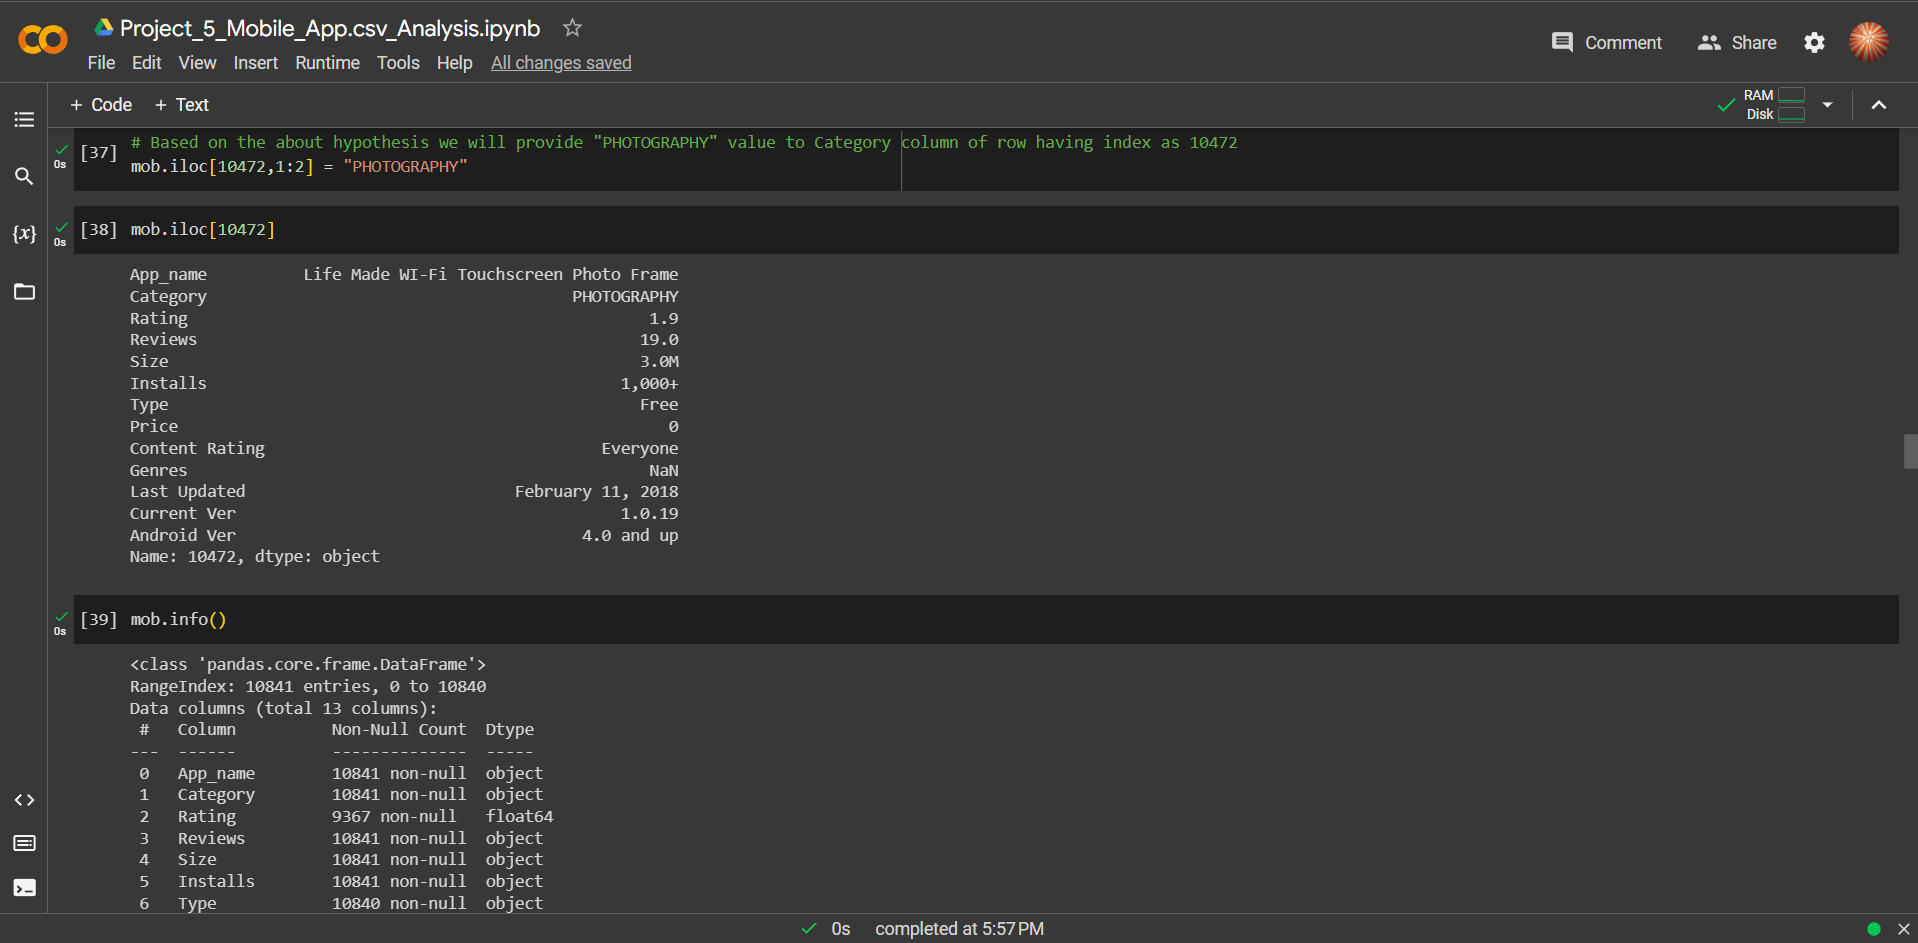 Project_5_Mobile_App.csv_Analysis.ipynb
Comment
Share
File Edit View Insert Runtime Tools Help All changes saved
+ Code + Text
RAM
Disk
[37] # Based on the about hypothesis we will provide "PHOTOGRAPHY" value to Category column of row having index as 10472
0s
mob.iloc[10472,1:2] = "PHOTOGRAPHY"
{x}
[38] mob.iloc[10472]
0s
App_name Life Made WI-Fi Touchscreen Photo Frame
Category PHOTOGRAPHY
Rating 1.9
Reviews 19.0
Size 3.0M
Installs 1,000+
Type Free
Price 0
Content Rating Everyone
Genres NaN
Last Updated February 11, 2018
Current Ver 1.0.19
Android Ver 4.0 and up
Name: 10472, dtype: object
[39] mob.info()
0s
<class 'pandas.core.frame.DataFrame'>
RangeIndex: 10841 entries, 0 to 10840
Data columns (total 13 columns):
# Column Non-Null Count Dtype
--- ------ -------------- -----
0 App_name 10841 non-null object
1 Category 10841 non-null object
2 Rating 9367 non-null float64
3 Reviews 10841 non-null object
4 Size 10841 non-null object
5 Installs 10841 non-null object
6 Type 10840 non-null object
0s completed at 5:57 PM